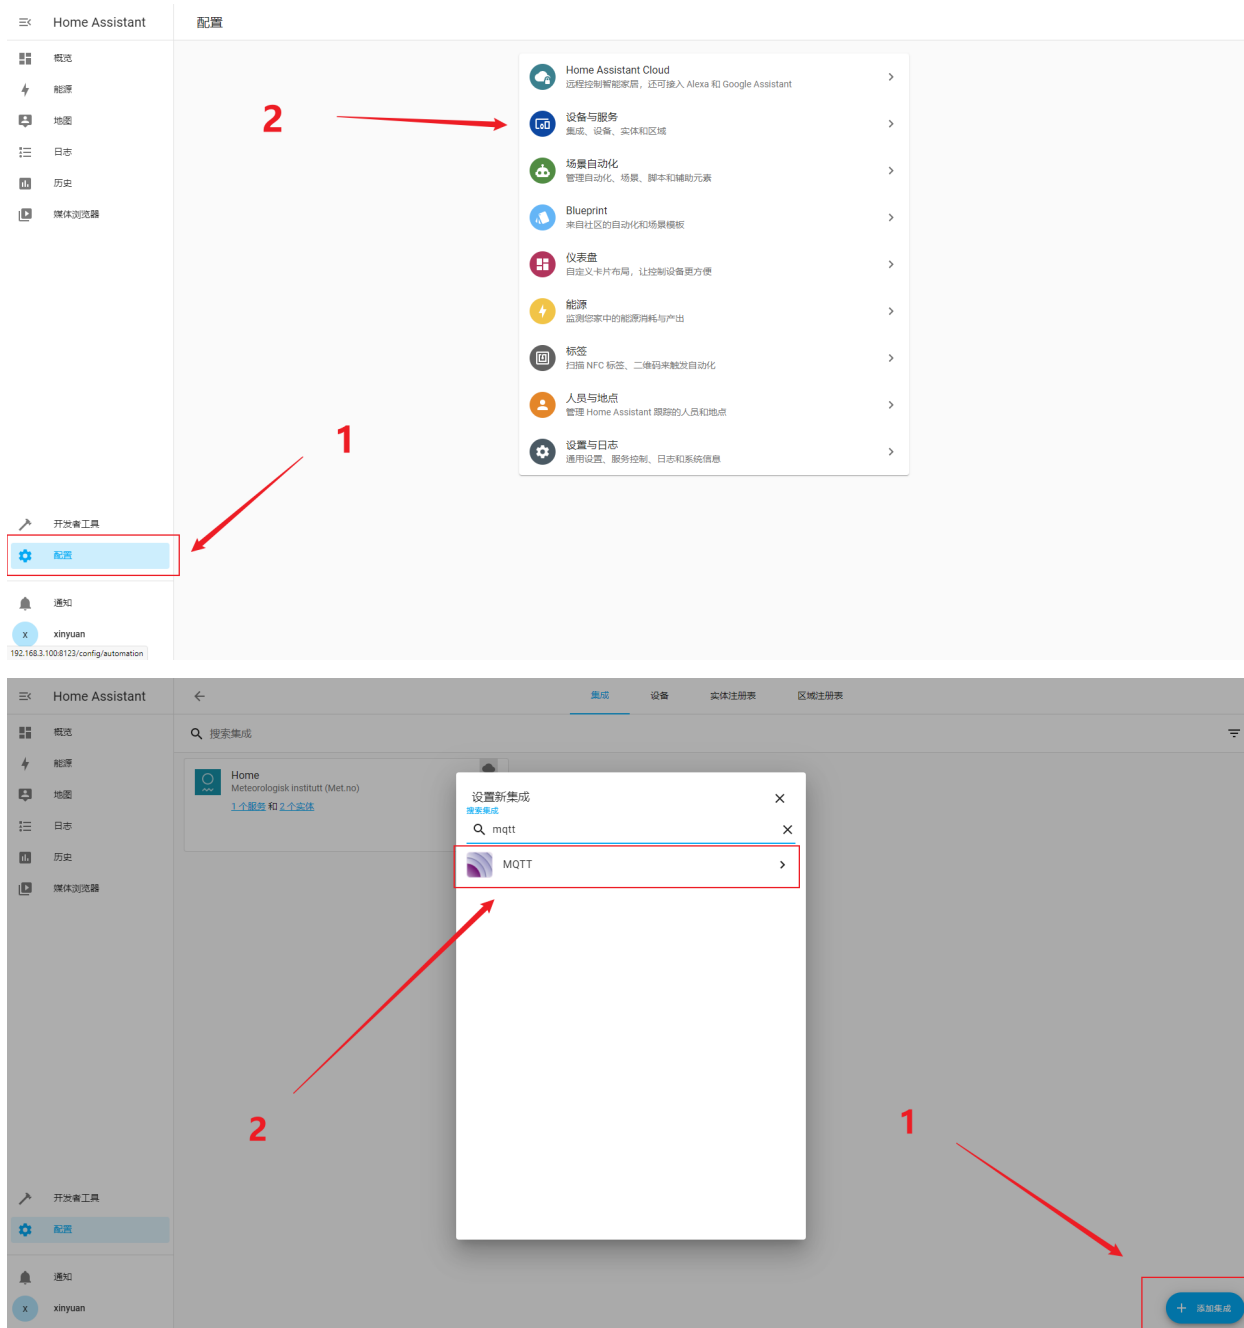 Home Assistant
配置
概览
能源
地图
日志
历史
媒体浏览器
Home Assistant Cloud
远程控制智能家居，还可接入 Alexa 和 Google Assistant
2
设备与服务
集成、设备、实体和区域
场景自动化
管理自动化、场景、脚本和辅助元素
Blueprint
来自社区的自动化和场景模板
仪表盘
自定义卡片布局，让控制设备更方便
能源
监测您家中的能源消耗与产出
标签
扫描 NFC 标签、二维码来触发自动化
人员与地点
管理 Home Assistant 跟踪的人员和地点
设置与日志
通用设置、服务控制、日志和系统信息
1
开发者工具
配置
通知
x
xinyuan
192.168.3.100:8123/config/automation
Home Assistant
集成
设备
实体注册表
区域注册表
概览
能源
地图
日志
历史
媒体浏览器
搜索集成
Home
Meteorologisk institutt (Met.no)
1 个服务 和 2 个实体
设置新集成
搜索集成
mqtt
MQTT
2
1
开发者工具
配置
通知
x
xinyuan
添加集成